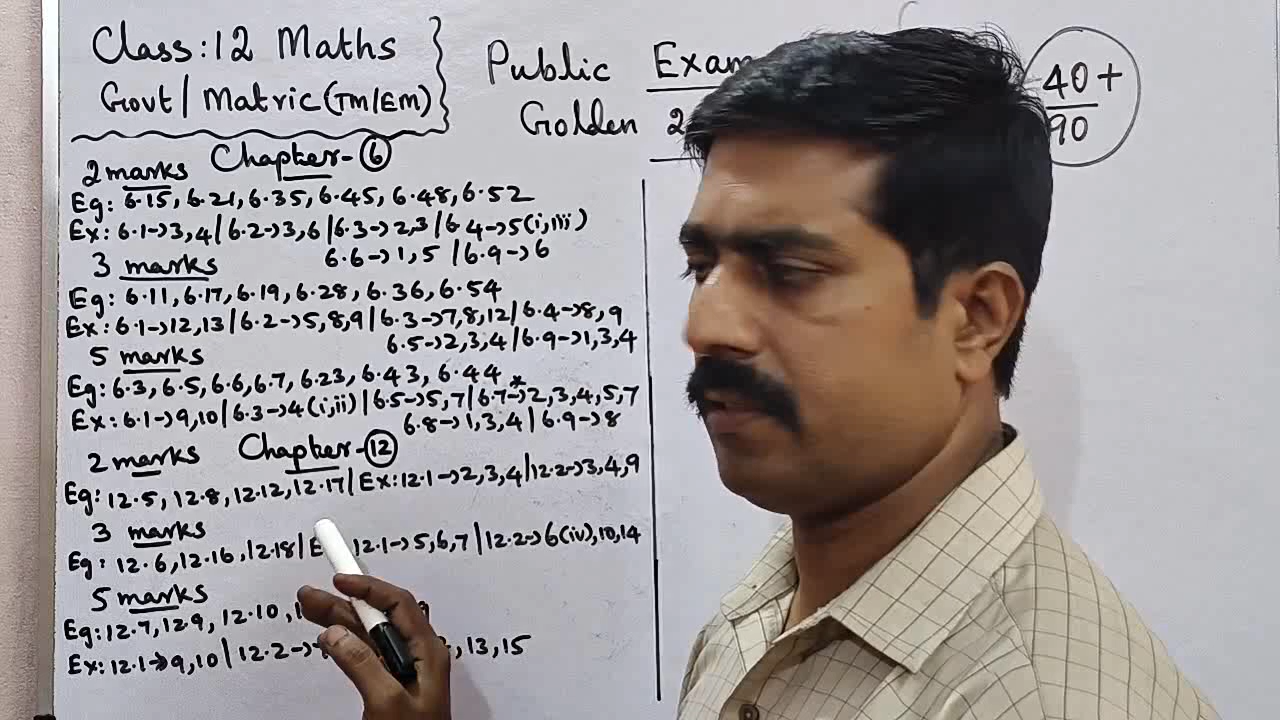 Class: 12 Maths
Govt / Matric (TM/EM)
Public Exam
Golden 2
40+
90
Chapter-6
2 marks
Eg: 6.15, 6.21, 6.35, 6.45, 6.48, 6.52
Ex: 6.1→3,4 | 6.2→3,6 | 6.3→2,3 | 6.4→5(i,iii)
6.6→1,5 | 6.9→6
3 marks
Eg: 6.11, 6.17, 6.19, 6.28, 6.36, 6.54
Ex: 6.1→12,13 | 6.2→5,8,9 | 6.3→7,8,12 | 6.4→8,9
6.5→2,3,4 | 6.9→1,3,4
5 marks
Eg: 6.3, 6.5, 6.6, 6.7, 6.23, 6.43, 6.44
Ex: 6.1→9,10 | 6.3→4(i,ii) | 6.5→5,7 | *6.7→2,3,4,5,7
6.8→1,3,4 | 6.9→8
Chapter-12
2 marks
Eg: 12.5, 12.8, 12.12, 12.17 | Ex: 12.1→2,3,4 | 12.2→3,4,9
3 marks
Eg: 12.6, 12.16, 12.18 | 12.1→5,6,7 | 12.2→6(iv),10,14
5 marks
Eg: 12.7, 12.9, 12.10,
Ex: 12.1→9,10 | 12.2→ , 13, 15